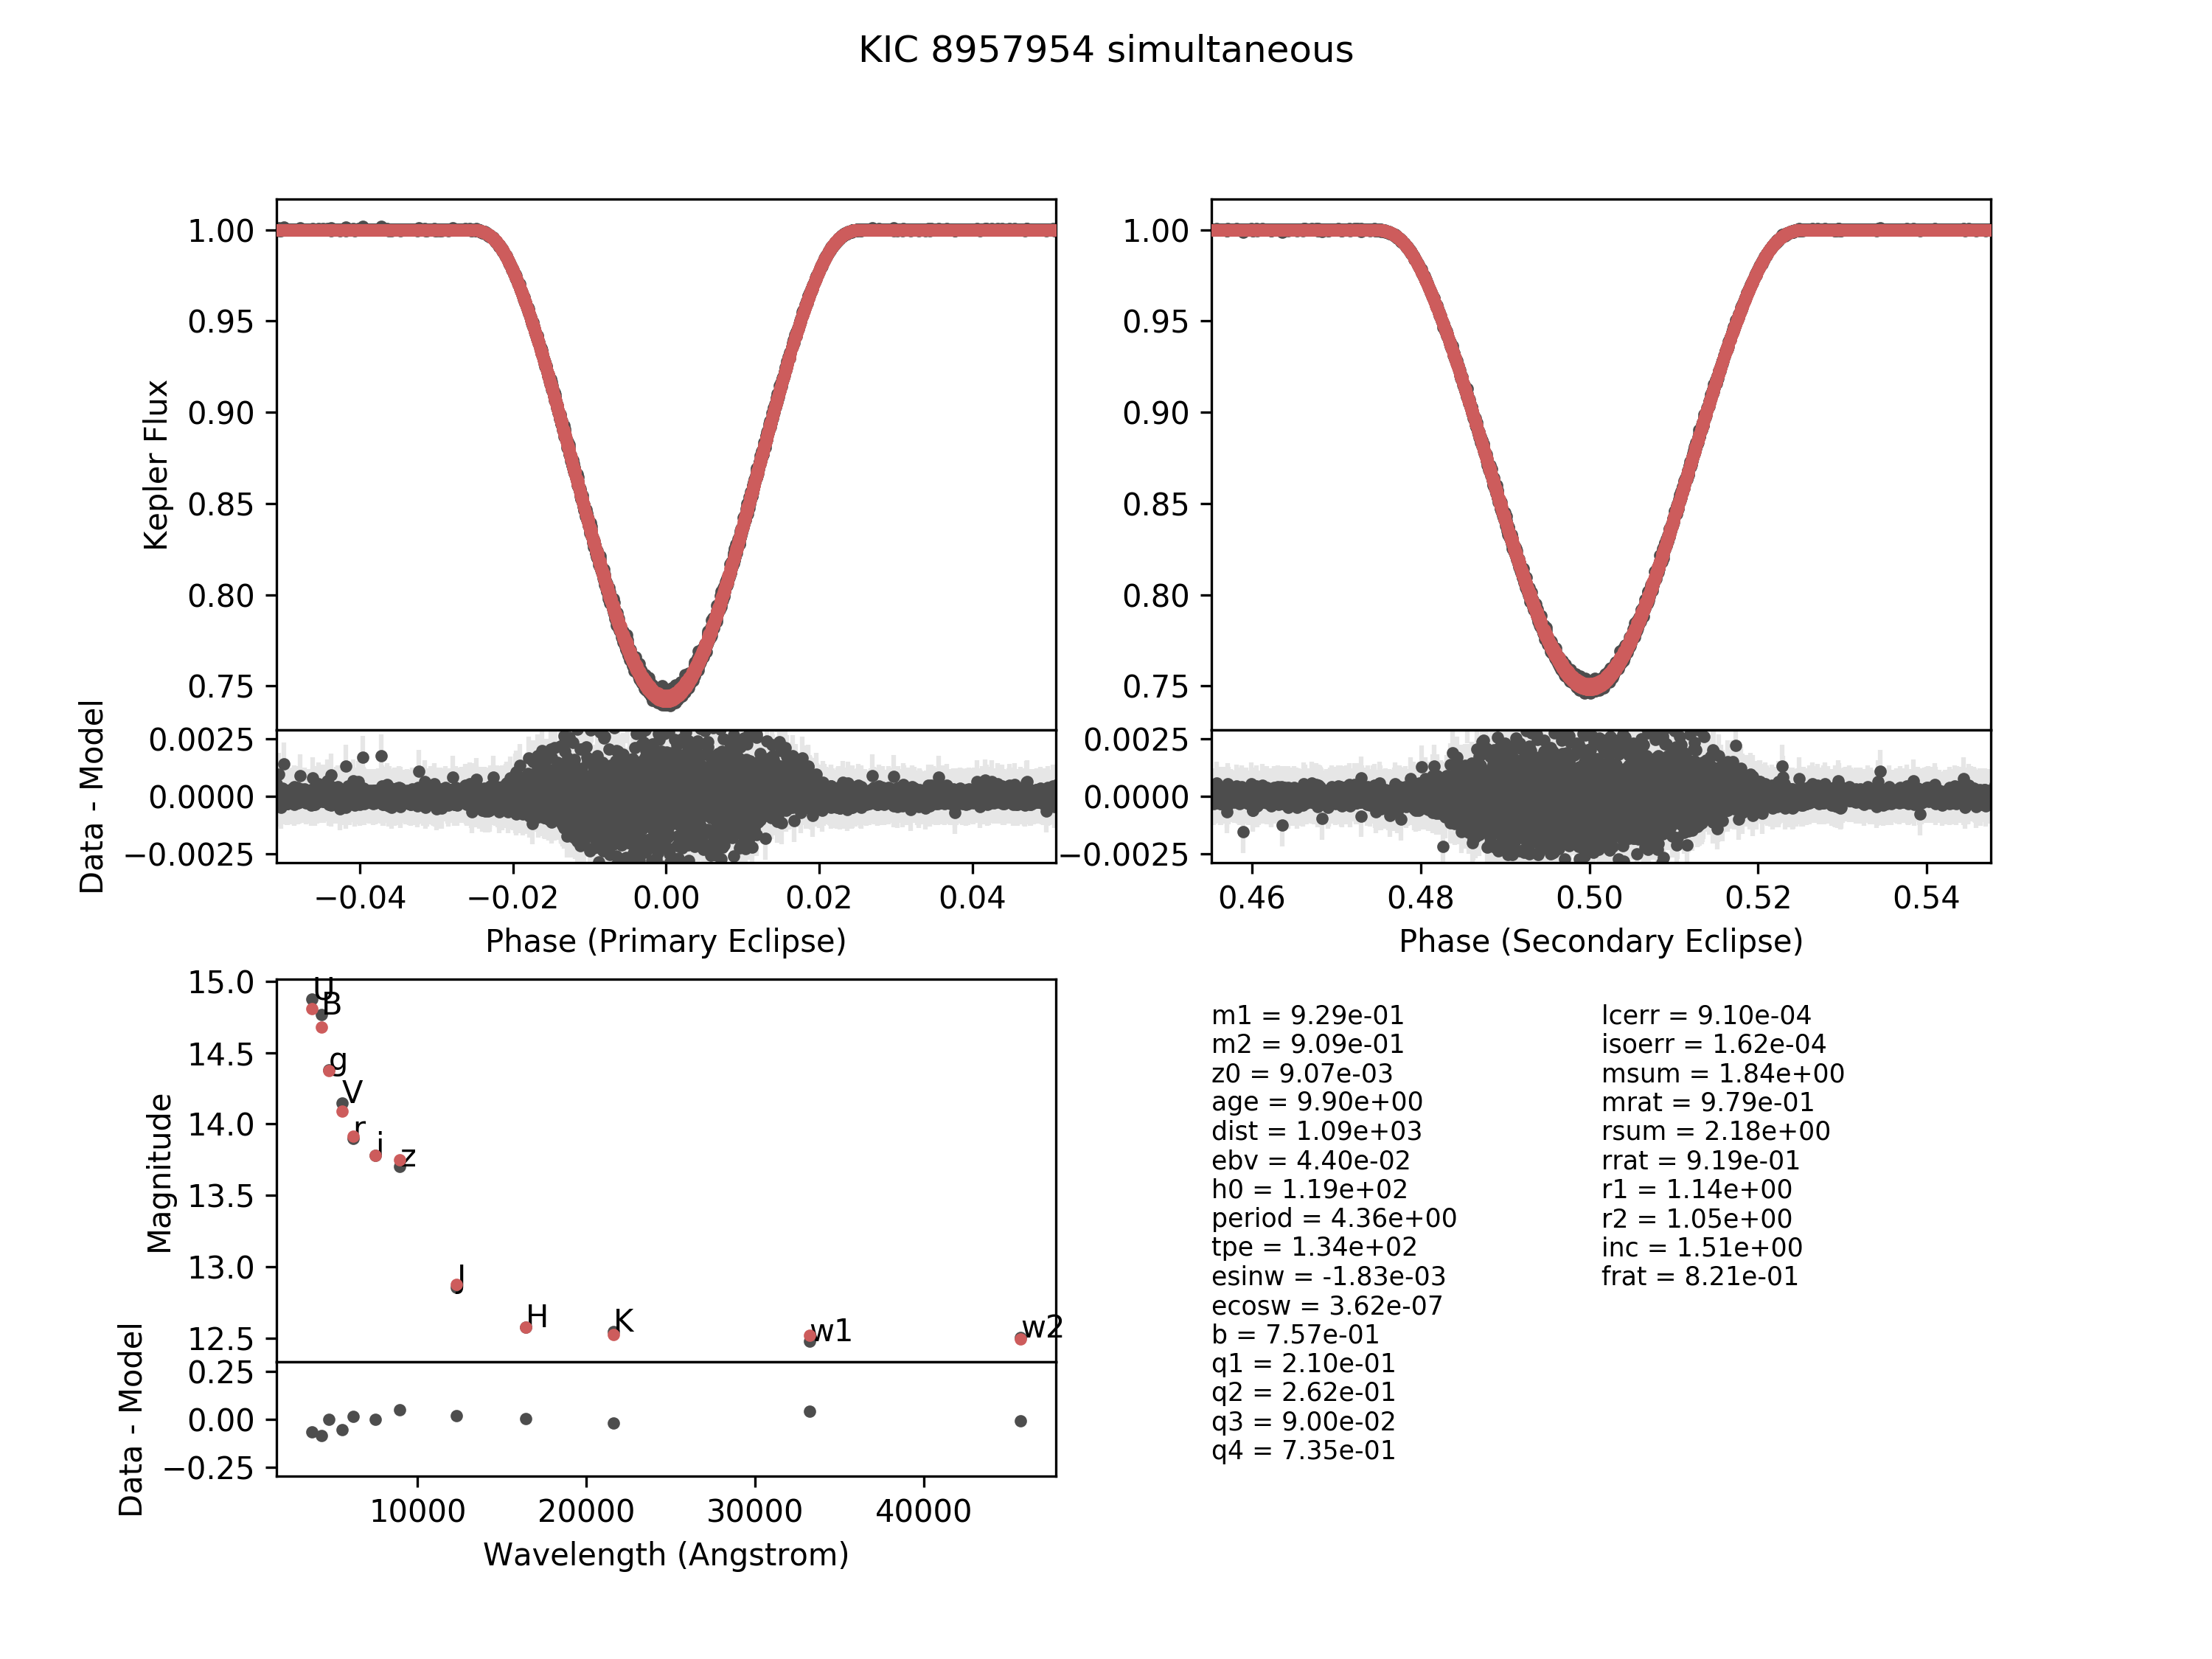 KIC 8957954 simultaneous
Kepler Flux
1.00
0.95
0.90
0.85
0.80
0.75
Data - Model
0.0025
0.0000
−0.0025
−0.04 −0.02 0.00 0.02 0.04
Phase (Primary Eclipse)
1.00
0.95
0.90
0.85
0.80
0.75
0.0025
0.0000
−0.0025
0.46 0.48 0.50 0.52 0.54
Phase (Secondary Eclipse)
Magnitude
15.0
14.5
14.0
13.5
13.0
12.5
U
B
g
V
r
i
z
J
H
K
w1
w2
Data - Model
0.25
0.00
−0.25
10000 20000 30000 40000
Wavelength (Angstrom)
m1 = 9.29e-01
m2 = 9.09e-01
z0 = 9.07e-03
age = 9.90e+00
dist = 1.09e+03
ebv = 4.40e-02
h0 = 1.19e+02
period = 4.36e+00
tpe = 1.34e+02
esinw = -1.83e-03
ecosw = 3.62e-07
b = 7.57e-01
q1 = 2.10e-01
q2 = 2.62e-01
q3 = 9.00e-02
q4 = 7.35e-01
lcerr = 9.10e-04
isoerr = 1.62e-04
msum = 1.84e+00
mrat = 9.79e-01
rsum = 2.18e+00
rrat = 9.19e-01
r1 = 1.14e+00
r2 = 1.05e+00
inc = 1.51e+00
frat = 8.21e-01